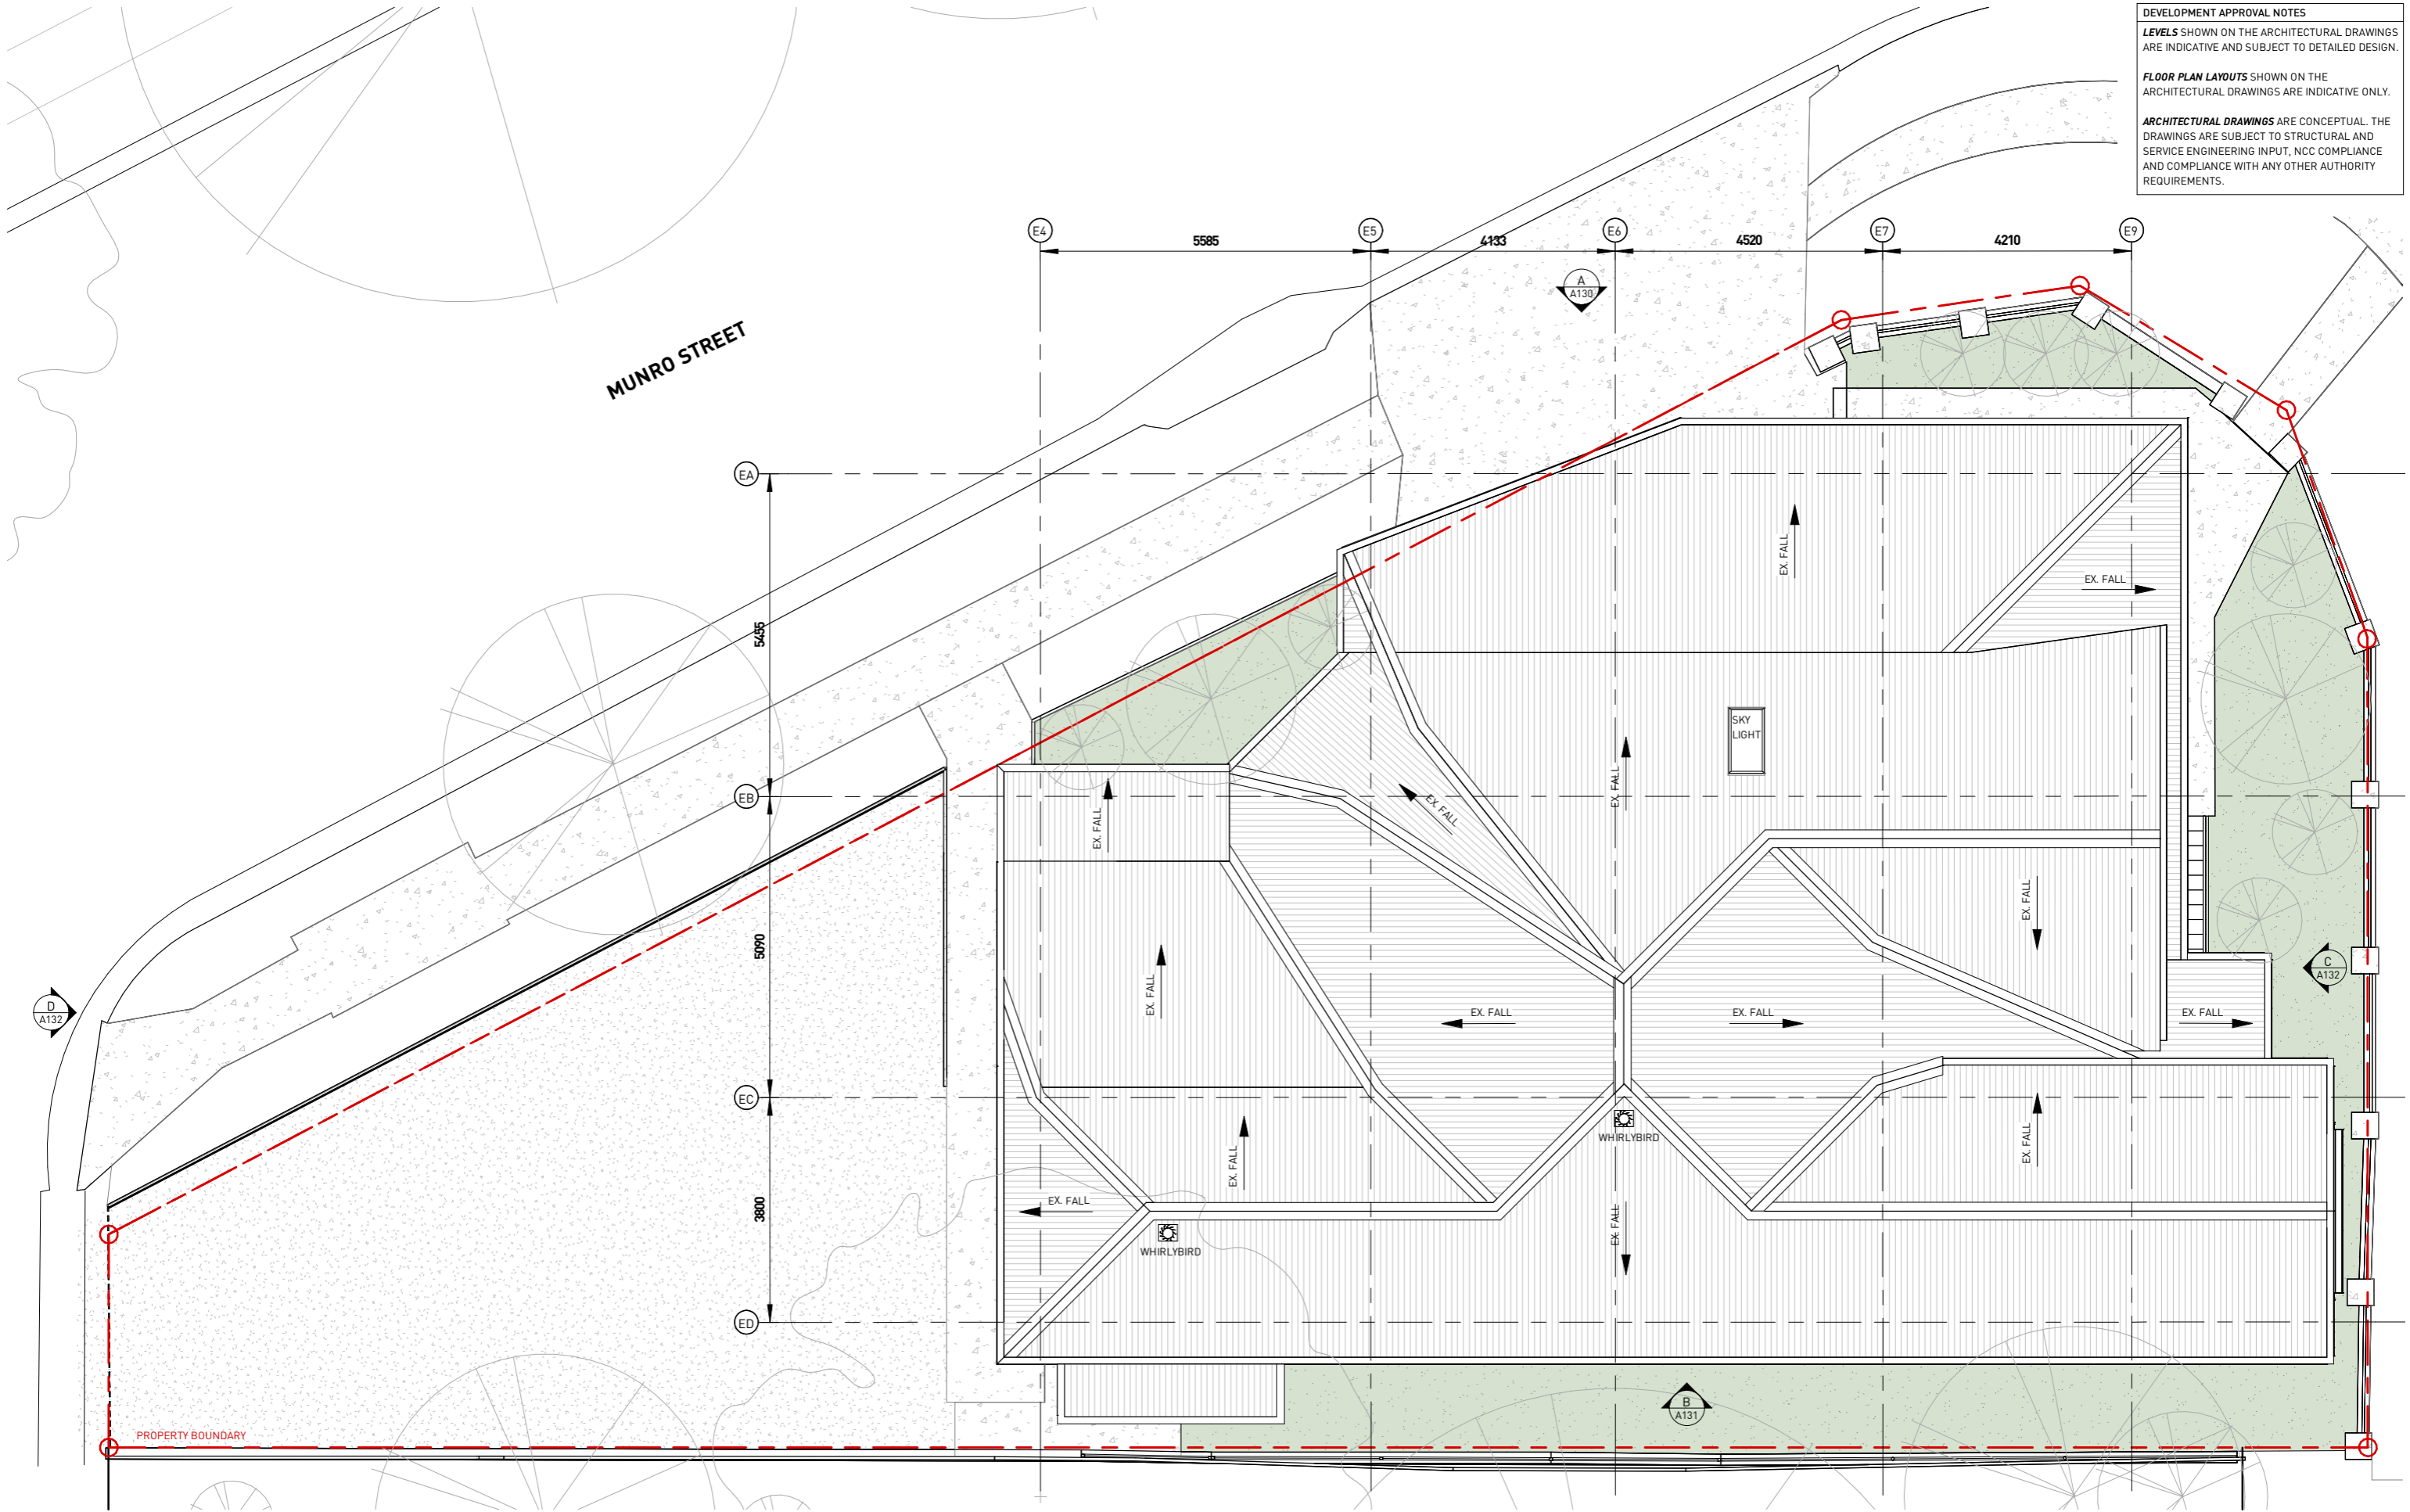 DEVELOPMENT APPROVAL NOTES
LEVELS SHOWN ON THE ARCHITECTURAL DRAWINGS
ARE INDICATIVE AND SUBJECT TO DETAILED DESIGN.
FLOOR PLAN LAYOUTS SHOWN ON THE
ARCHITECTURAL DRAWINGS ARE INDICATIVE ONLY.
ARCHITECTURAL DRAWINGS ARE CONCEPTUAL. THE
DRAWINGS ARE SUBJECT TO STRUCTURAL AND
SERVICE ENGINEERING INPUT, NCC COMPLIANCE
AND COMPLIANCE WITH ANY OTHER AUTHORITY
REQUIREMENTS.
E4
E5
E6
E7
E9
5585
4133
4520
4210
A
A130
MUNRO STREET
EA
EX. FALL
EX. FALL
5455
SKY
LIGHT
EB
EX. FALL
EX. FALL
EX. FALL
5090
EX. FALL
EX. FALL
C
A132
D
A132
EX. FALL
EX. FALL
EX. FALL
EC
WHIRLYBIRD
EX. FALL
EX. FALL
3800
EX. FALL
EX. FALL
WHIRLYBIRD
ED
B
A131
PROPERTY BOUNDARY